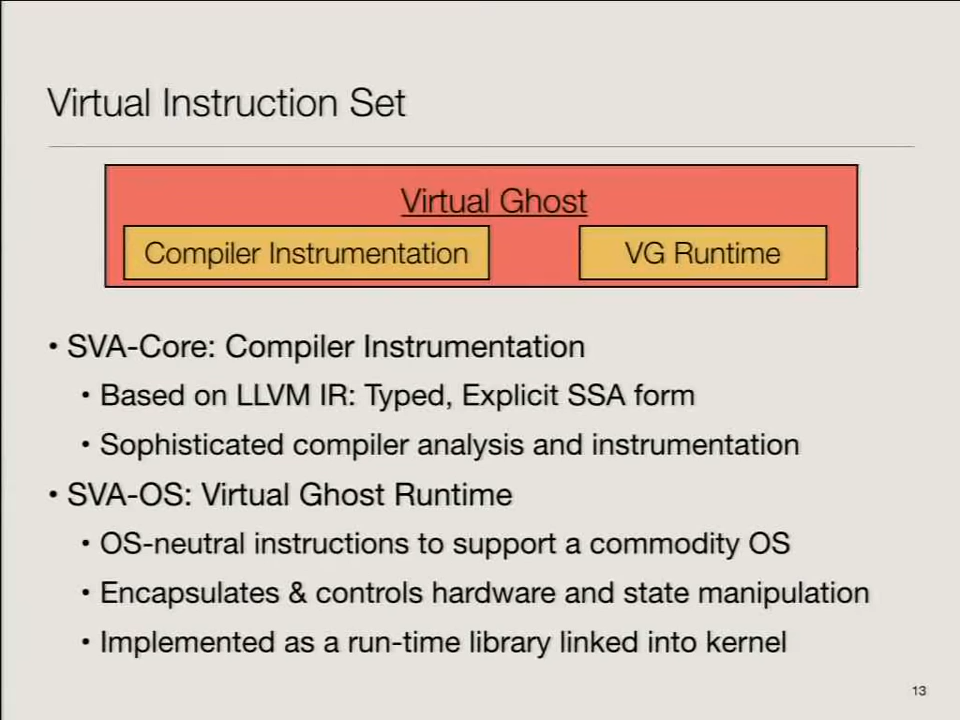 Virtual Instruction Set
Virtual Ghost
Compiler Instrumentation
VG Runtime
• SVA-Core: Compiler Instrumentation
• Based on LLVM IR: Typed, Explicit SSA form
• Sophisticated compiler analysis and instrumentation
• SVA-OS: Virtual Ghost Runtime
• OS-neutral instructions to support a commodity OS
• Encapsulates & controls hardware and state manipulation
• Implemented as a run-time library linked into kernel
13